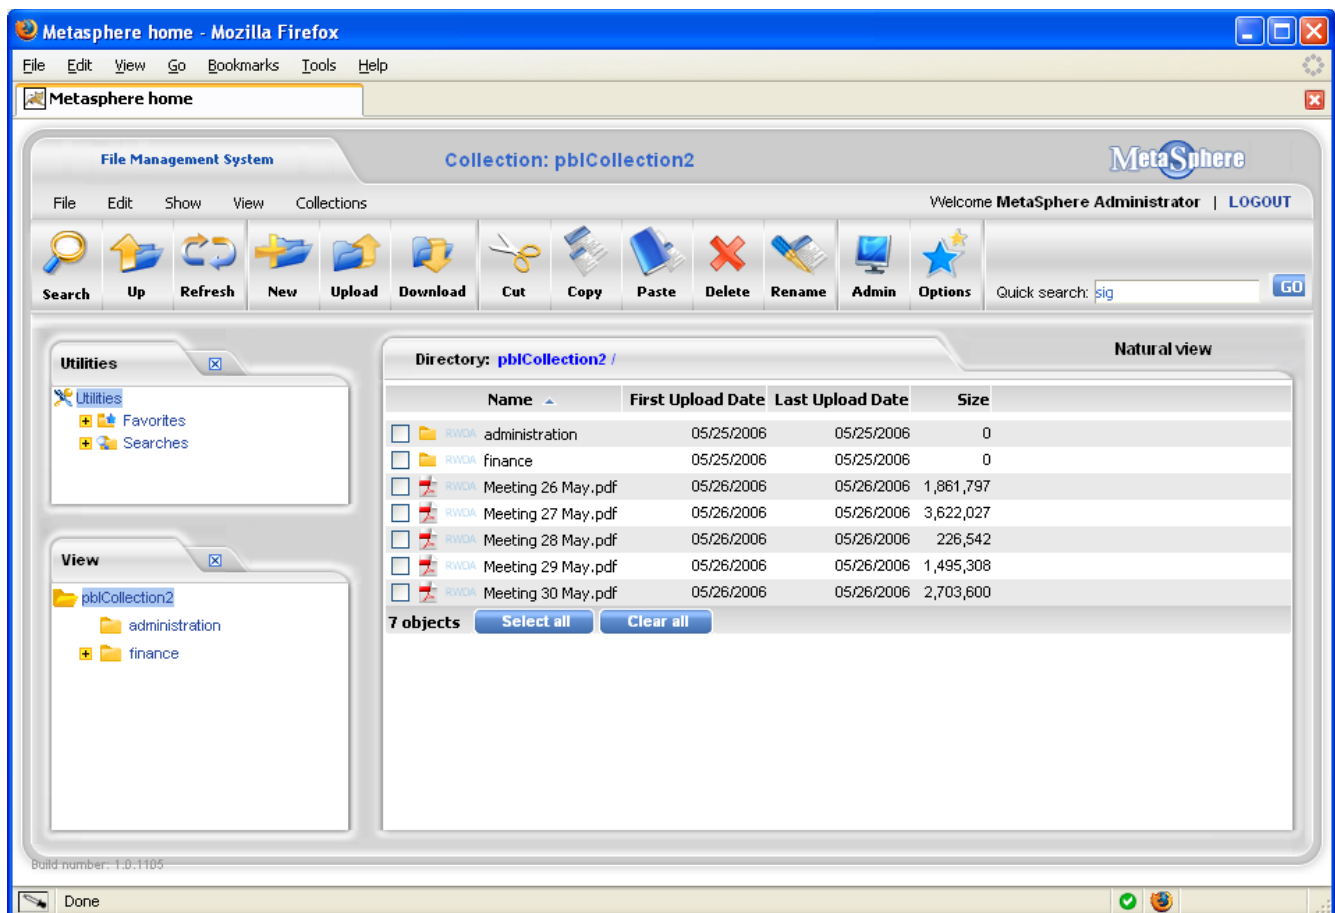 Metasphere home - Mozilla Firefox
File Edit View Go Bookmarks Tools Help
Metasphere home
File Management System
Collection: pblCollection2
MetaSphere
File Edit Show View Collections
Welcome MetaSphere Administrator | LOGOUT
Search Up Refresh New Upload Download Cut Copy Paste Delete Rename Admin Options Quick search: sig GO
Utilities
Utilities
Favorites
Searches
View
pblCollection2
administration
finance
Directory: pblCollection2 /
Natural view
Name First Upload Date Last Upload Date Size
RWDA administration 05/25/2006 05/25/2006 0
RWDA finance 05/25/2006 05/25/2006 0
RWDA Meeting 26 May.pdf 05/26/2006 05/26/2006 1,861,797
RWDA Meeting 27 May.pdf 05/26/2006 05/26/2006 3,622,027
RWDA Meeting 28 May.pdf 05/26/2006 05/26/2006 226,542
RWDA Meeting 29 May.pdf 05/26/2006 05/26/2006 1,495,308
RWDA Meeting 30 May.pdf 05/26/2006 05/26/2006 2,703,600
7 objects Select all Clear all
Build number: 1.0.1105
Done